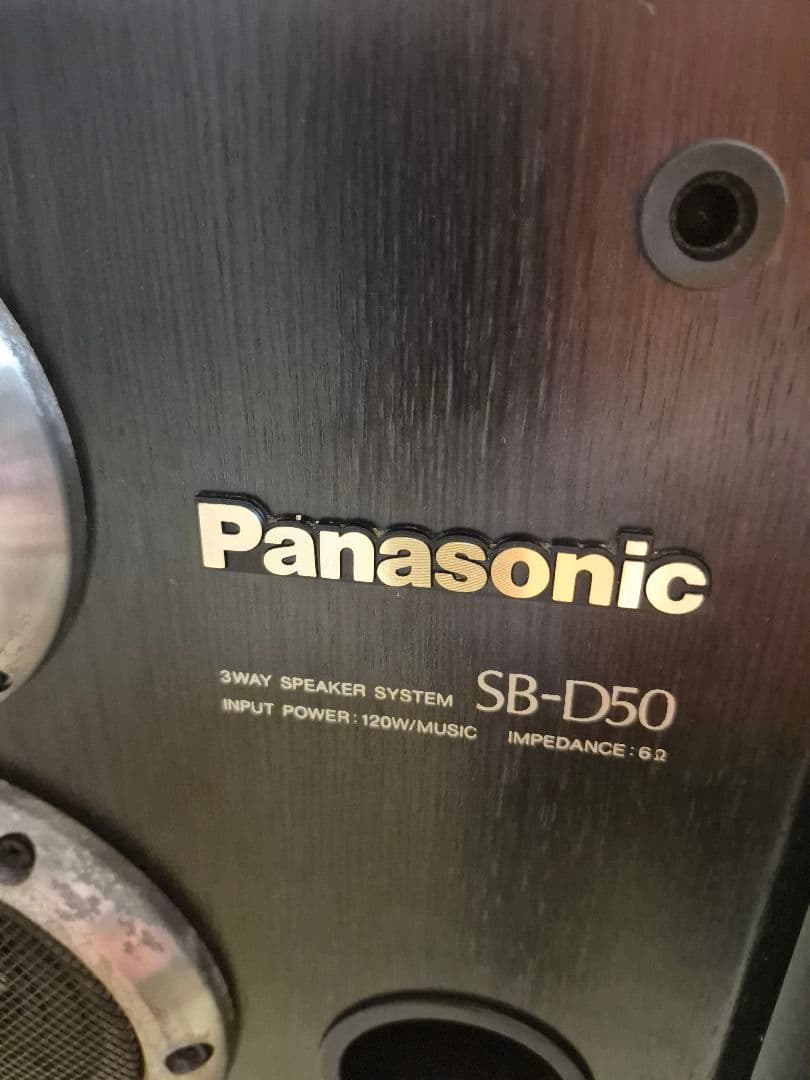 Panasonic
3WAY SPEAKER SYSTEM SB-D50
INPUT POWER:120W/MUSIC IMPEDANCE:6Ω